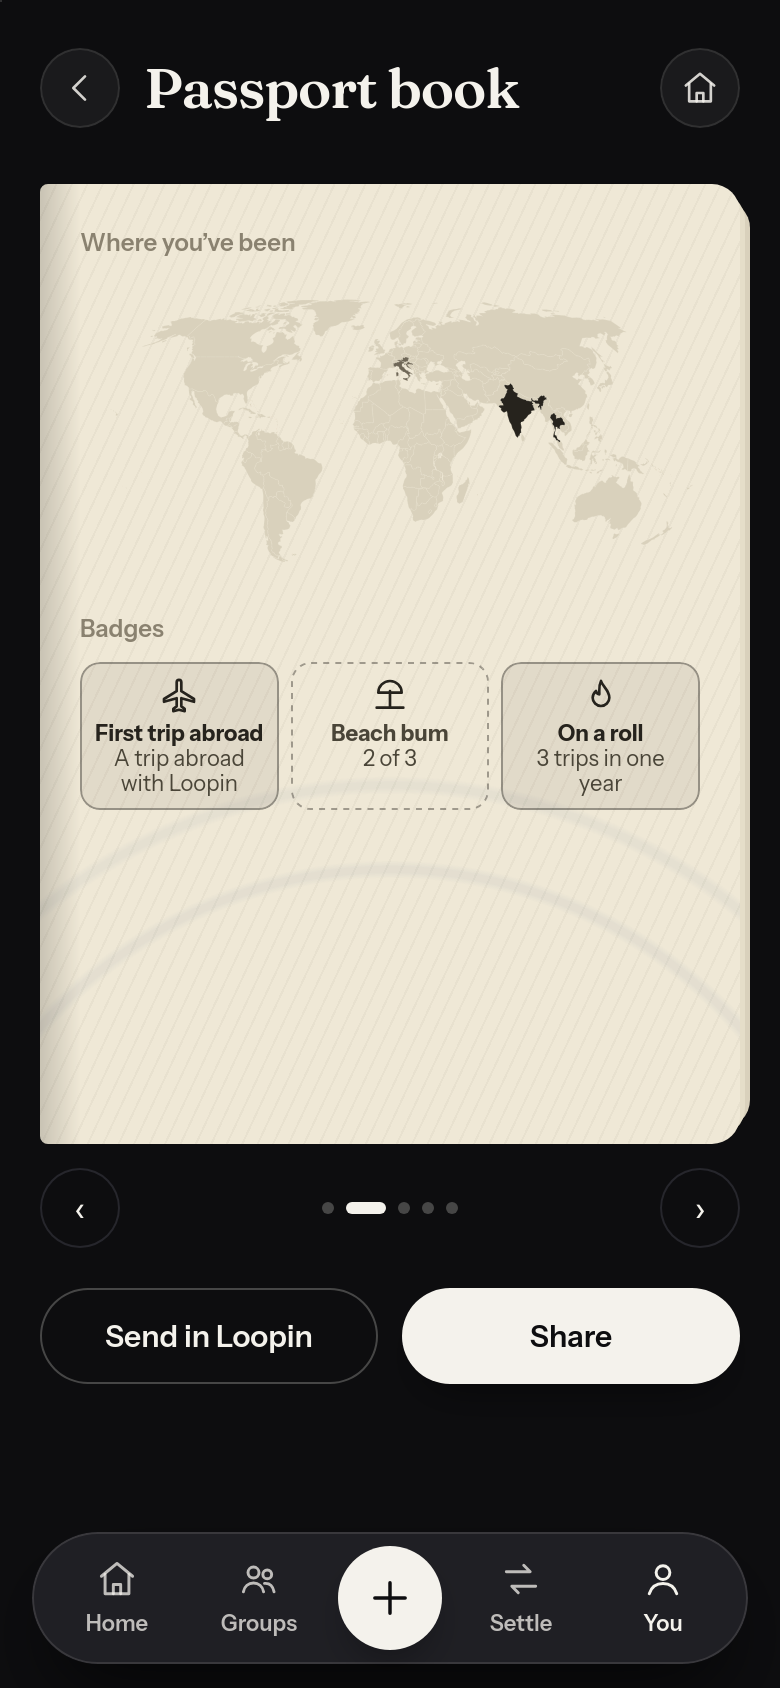 Passport book
Where you’ve been
Badges
First trip abroad
A trip abroad
with Loopin
Beach bum
2 of 3
On a roll
3 trips in one
year
‹
›
Send in Loopin
Share
Home
Groups
Settle
You